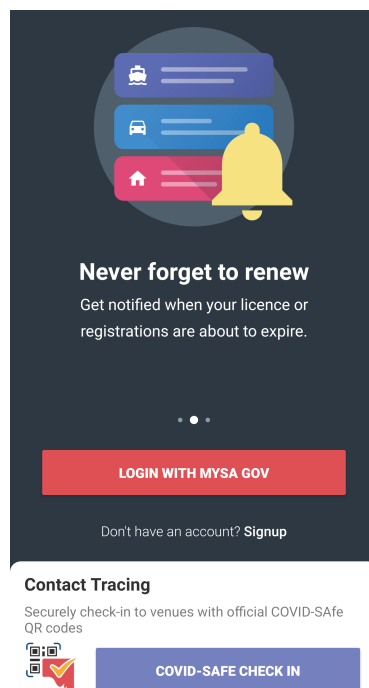 Never forget to renew
Get notified when your licence or
registrations are about to expire.
LOGIN WITH MYSA GOV
Don't have an account? Signup
Contact Tracing
Securely check-in to venues with official COVID-SAfe
QR codes
COVID-SAFE CHECK IN